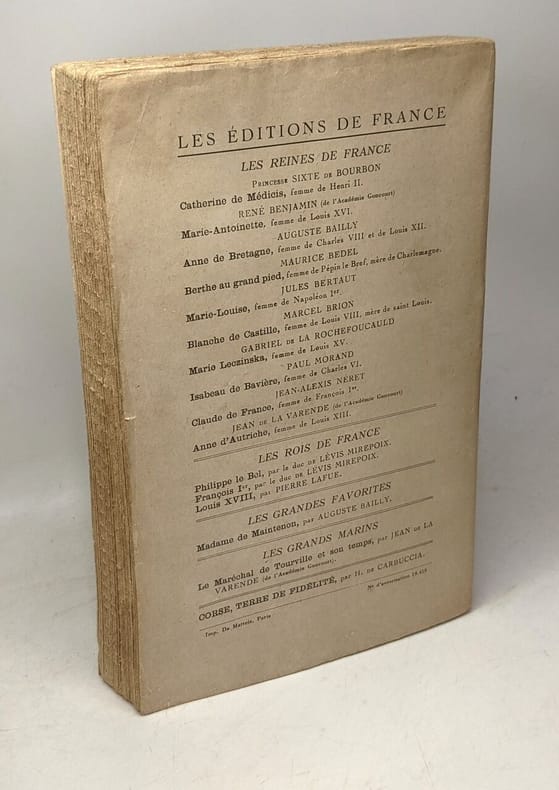 LES ÉDITIONS DE FRANCE
LES REINES DE FRANCE
PRINCESSE SIXTE DE BOURBON
Catherine de Médicis, femme de Henri II.
RENÉ BENJAMIN (de l'Académie Goncourt)
Marie-Antoinette, femme de Louis XVI.
AUGUSTE BAILLY
Anne de Bretagne, femme de Charles VIII et de Louis XII.
MAURICE BEDEL
Berthe au grand pied, femme de Pépin le Bref, mère de Charlemagne.
JULES BERTAUT
Marie-Louise, femme de Napoléon Ier.
MARCEL BRION
Blanche de Castille, femme de Louis VIII, mère de saint Louis.
GABRIEL DE LA ROCHEFOUCAULD
Marie Leczinska, femme de Louis XV.
PAUL MORAND
Isabeau de Bavière, femme de Charles VI.
JEAN-ALEXIS NÉRET
Claude de France, femme de François Ier.
JEAN DE LA VARENDE (de l'Académie Goncourt)
Anne d'Autriche, femme de Louis XIII.
LES ROIS DE FRANCE
Philippe le Bel, par le duc DE LÉVIS MIREPOIX.
François Ier, par le duc DE LÉVIS MIREPOIX.
Louis XVIII, par PIERRE LAFUE.
LES GRANDES FAVORITES
Madame de Maintenon, par AUGUSTE BAILLY.
LES GRANDS MARINS
Le Maréchal de Tourville et son temps, par JEAN DE LA
VARENDE (de l'Académie Goncourt).
CORSE, TERRE DE FIDÉLITÉ, par H. DE CARBUCCIA.
Imp. De Matteis, Paris
No d'autorisation